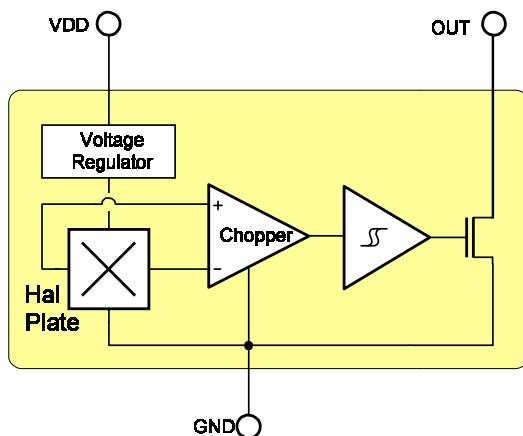 VDD
OUT
Voltage
Regulator
+
Chopper
−
Hal
Plate
GND